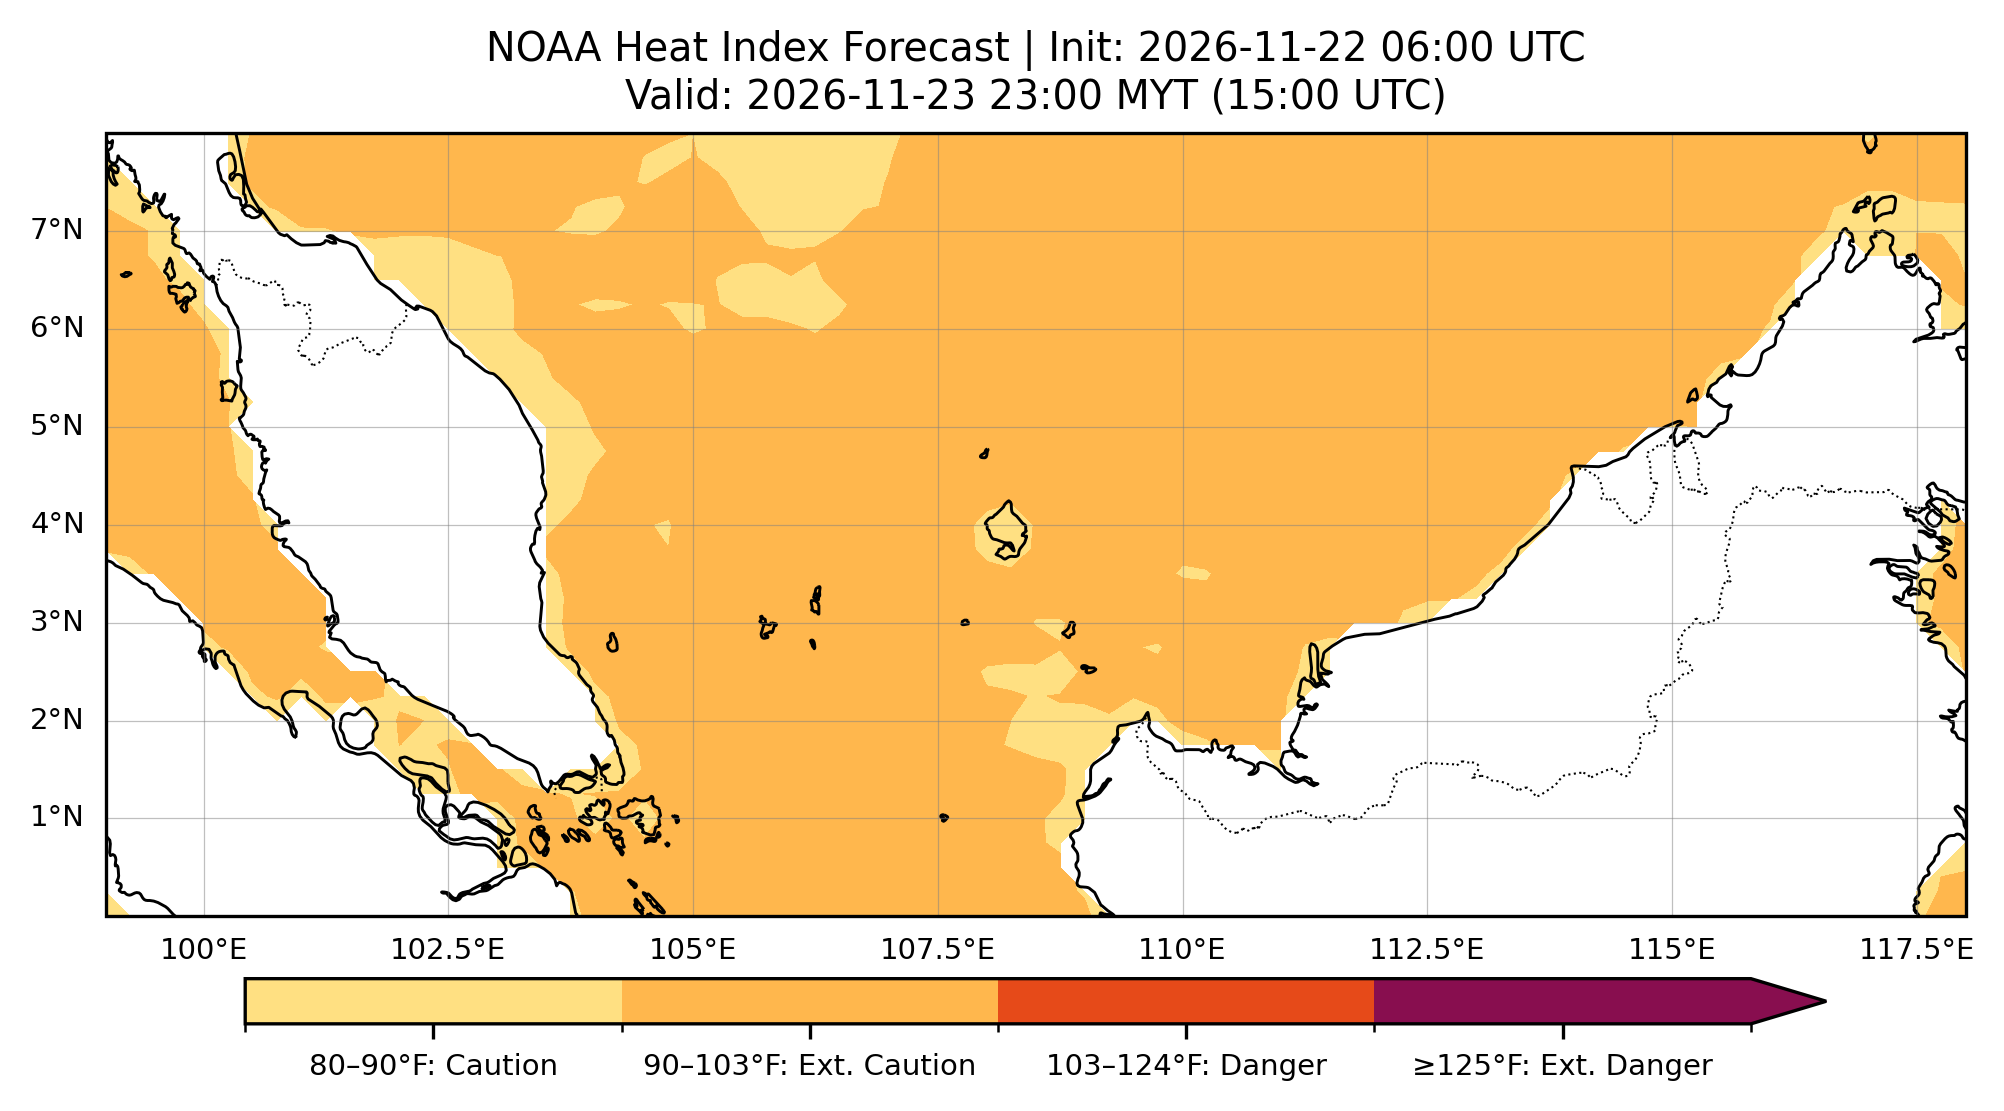 NOAA Heat Index Forecast | Init: 2026-11-22 06:00 UTC
Valid: 2026-11-23 23:00 MYT (15:00 UTC)
7°N
6°N
5°N
4°N
3°N
2°N
1°N
100°E 102.5°E 105°E 107.5°E 110°E 112.5°E 115°E 117.5°E
80–90°F: Caution 90–103°F: Ext. Caution 103–124°F: Danger ≥125°F: Ext. Danger